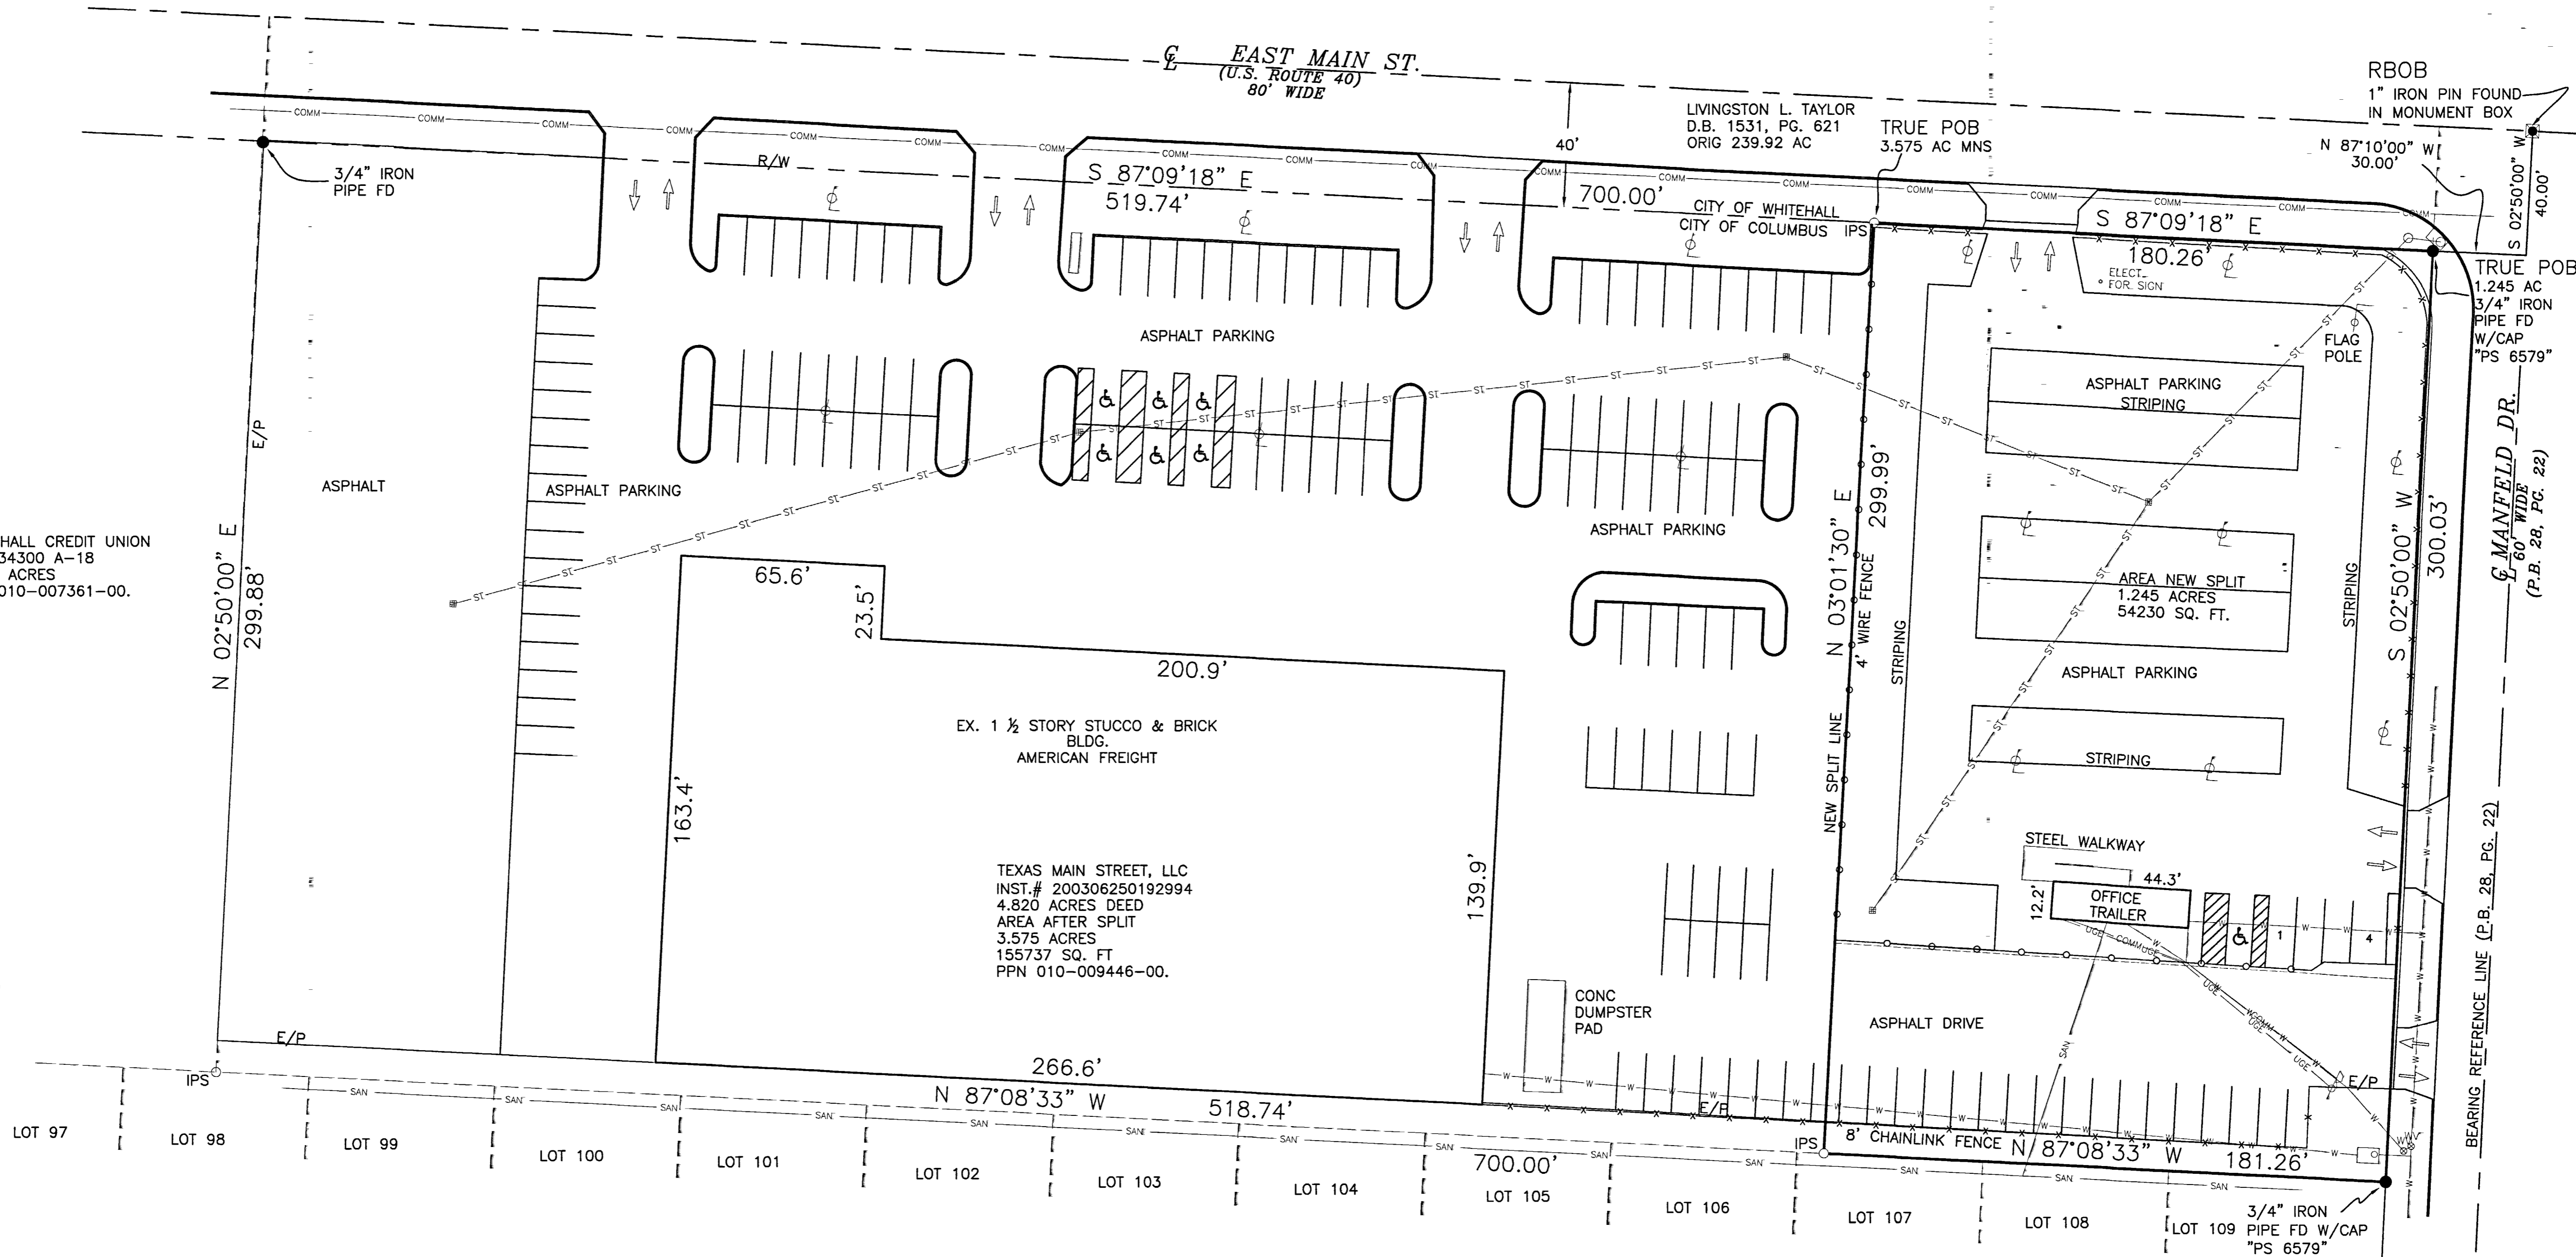 EAST MAIN ST.
(U.S. ROUTE 40)
80' WIDE
RBOB
1" IRON PIN FOUND
IN MONUMENT BOX
N 87°10'00" W
30.00'
S 02°50'00" W
40.00'
LIVINGSTON L. TAYLOR
D.B. 1531, PG. 621
ORIG 239.92 AC
TRUE POB
3.575 AC MNS
40'
R/W
3/4" IRON
PIPE FD
S 87°09'18" E
519.74'
700.00'
CITY OF WHITEHALL
CITY OF COLUMBUS
IPS
S 87°09'18" E
180.26'
ELECT.
FOR SIGN
TRUE POB
1.245 AC
3/4" IRON
PIPE FD
W/CAP
"PS 6579"
FLAG
POLE
ASPHALT PARKING
ASPHALT PARKING
STRIPING
E/P
ASPHALT
ASPHALT PARKING
ASPHALT PARKING
N 02°50'00" E
299.88'
HALL CREDIT UNION
34300 A-18
ACRES
010-007361-00.
65.6'
23.5'
200.9'
163.4'
139.9'
266.6'
EX. 1 ½ STORY STUCCO & BRICK
BLDG.
AMERICAN FREIGHT
TEXAS MAIN STREET, LLC
INST.# 200306250192994
4.820 ACRES DEED
AREA AFTER SPLIT
3.575 ACRES
155737 SQ. FT
PPN 010-009446-00.
N 03°01'30" E
299.99'
4' WIRE FENCE
NEW SPLIT LINE
STRIPING
AREA NEW SPLIT
1.245 ACRES
54230 SQ. FT.
ASPHALT PARKING
STRIPING
STRIPING
S 02°50'00" W
300.03'
MANFELD DR.
60' WIDE
(P.B. 28, PG. 22)
BEARING REFERENCE LINE (P.B. 28, PG. 22)
STEEL WALKWAY
44.3'
12.2'
OFFICE
TRAILER
1
4
CONC
DUMPSTER
PAD
ASPHALT DRIVE
E/P
E/P
E/P
IPS
N 87°08'33" W
518.74'
700.00'
IPS
8' CHAINLINK FENCE
N 87°08'33" W
181.26'
LOT 97
LOT 98
LOT 99
LOT 100
LOT 101
LOT 102
LOT 103
LOT 104
LOT 105
LOT 106
LOT 107
LOT 108
LOT 109
3/4" IRON
PIPE FD W/CAP
"PS 6579"